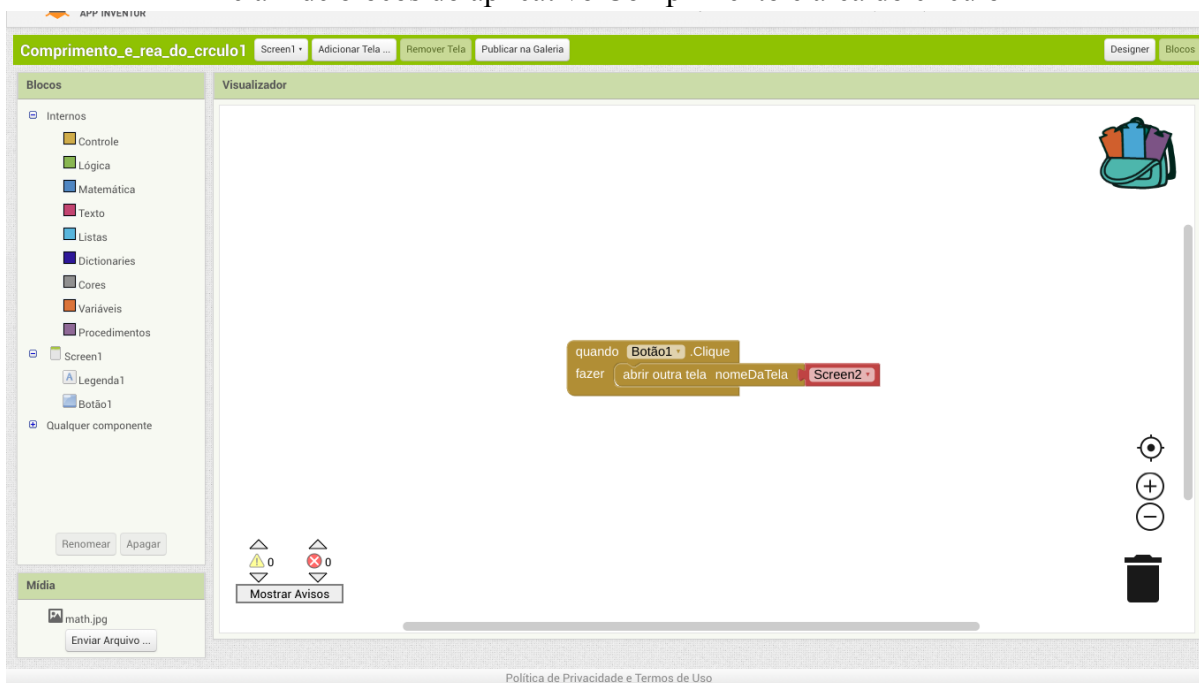 APP INVENTOR
Comprimento_e_rea_do_crculo1 Screen1 Adicionar Tela ... Remover Tela Publicar na Galeria Designer Blocos
Blocos
Visualizador
Internos
Controle
Lógica
Matemática
Texto
Listas
Dictionaries
Cores
Variáveis
Procedimentos
Screen1
Legenda1
Botão1
Qualquer componente
Renomear Apagar
quando Botão1 .Clique
fazer abrir outra tela nomeDaTela Screen2
0 0
Mostrar Avisos
Mídia
math.jpg
Enviar Arquivo ...
Política de Privacidade e Termos de Uso